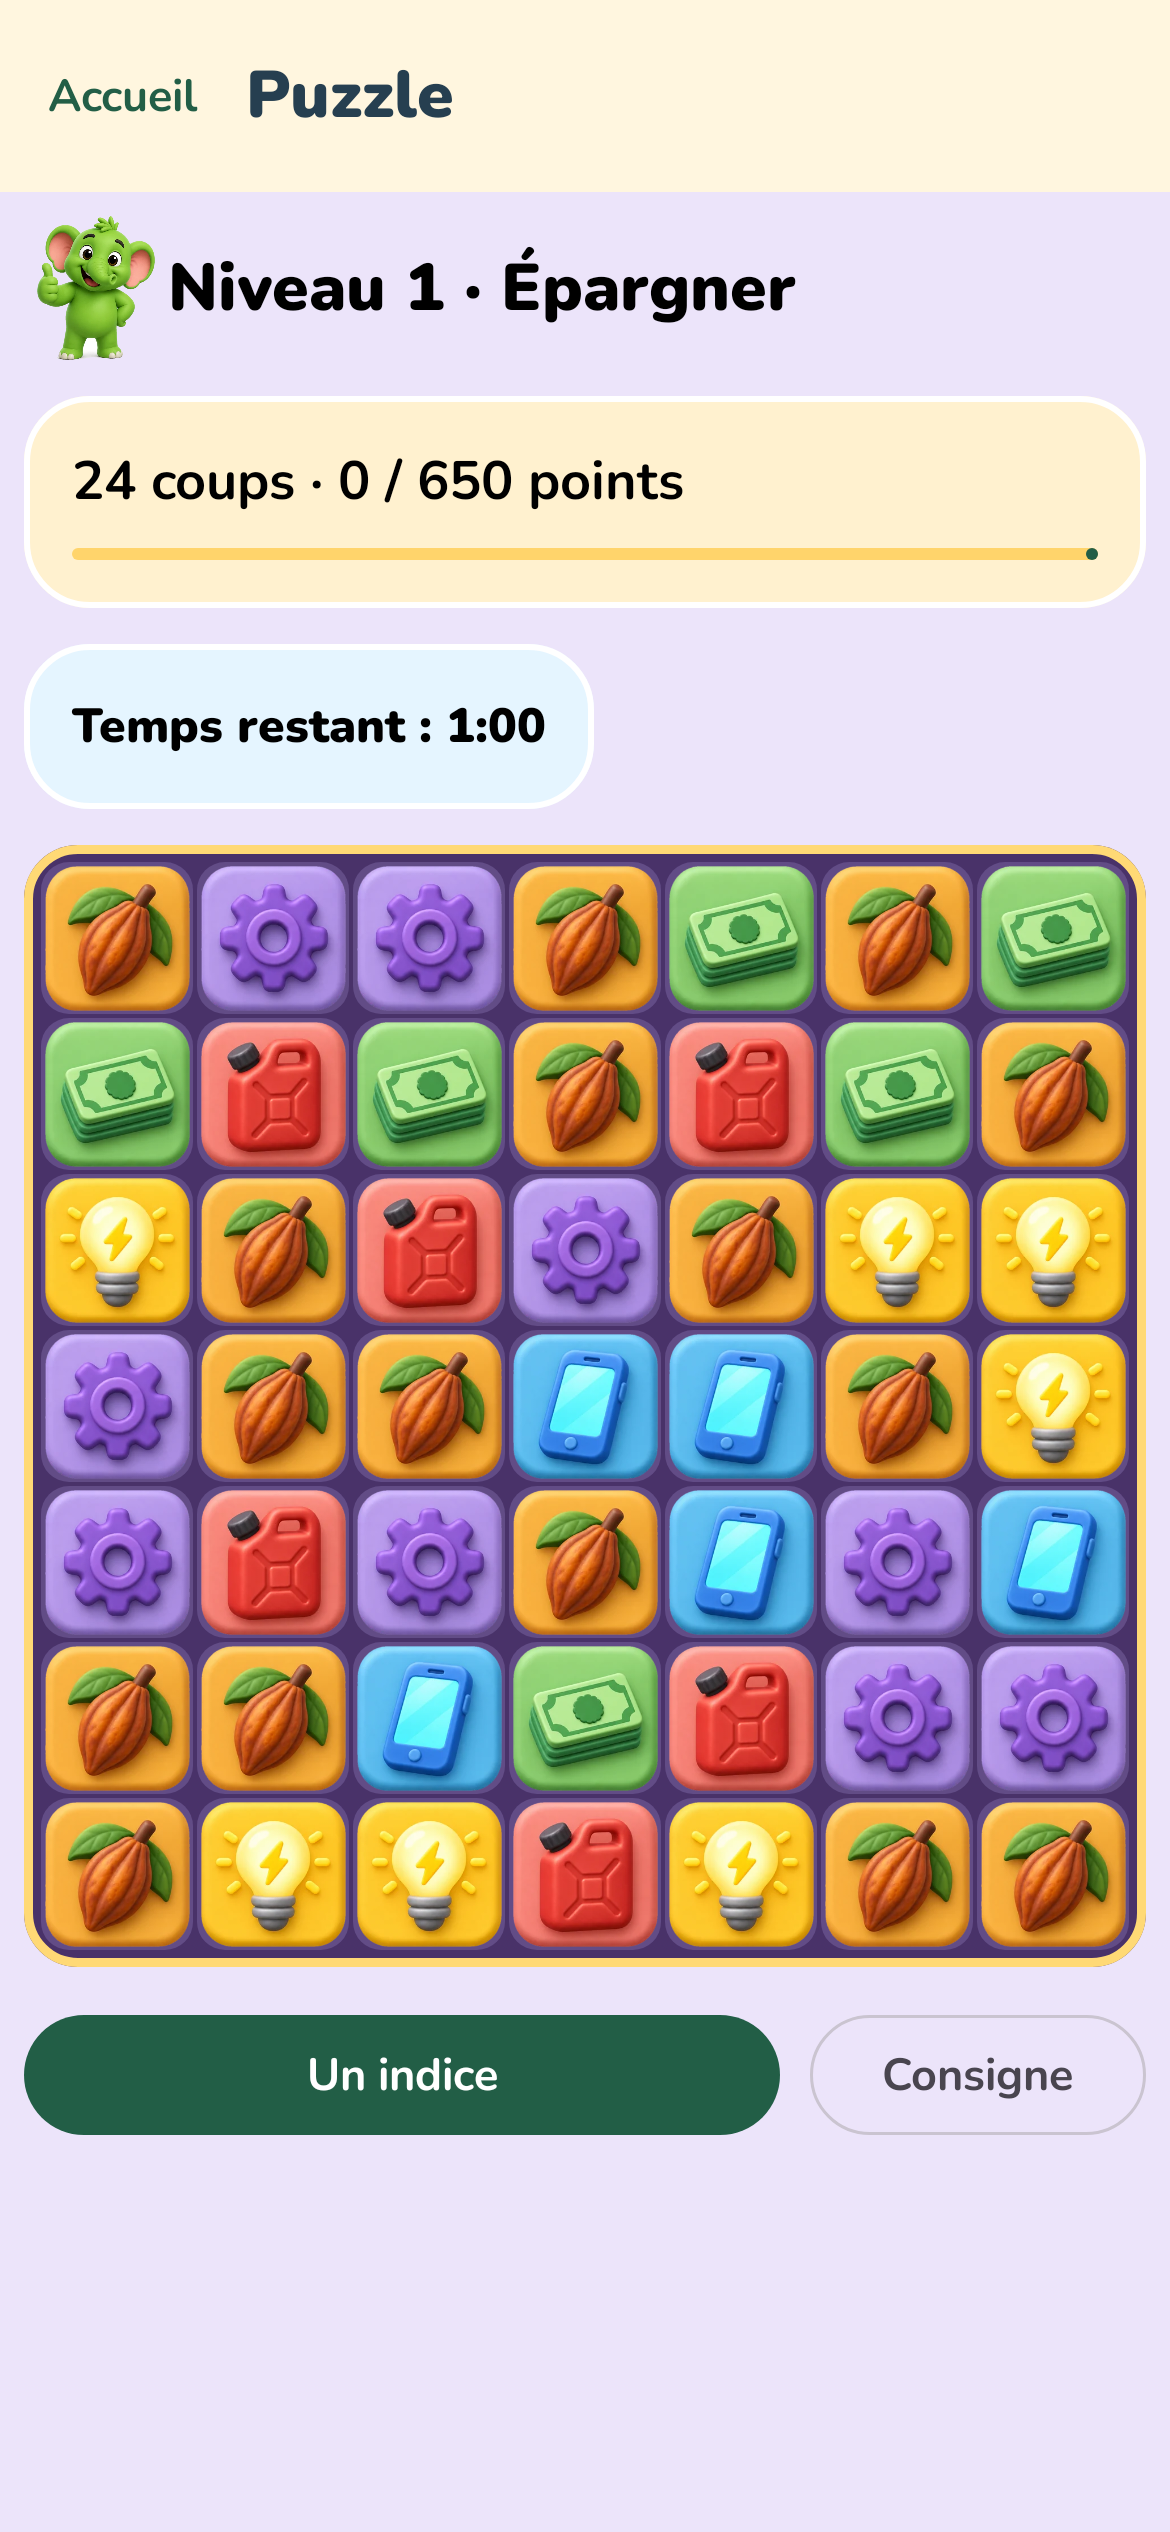 Accueil Puzzle
Niveau 1 · Épargner
24 coups · 0 / 650 points
Temps restant : 1:00
Un indice
Consigne